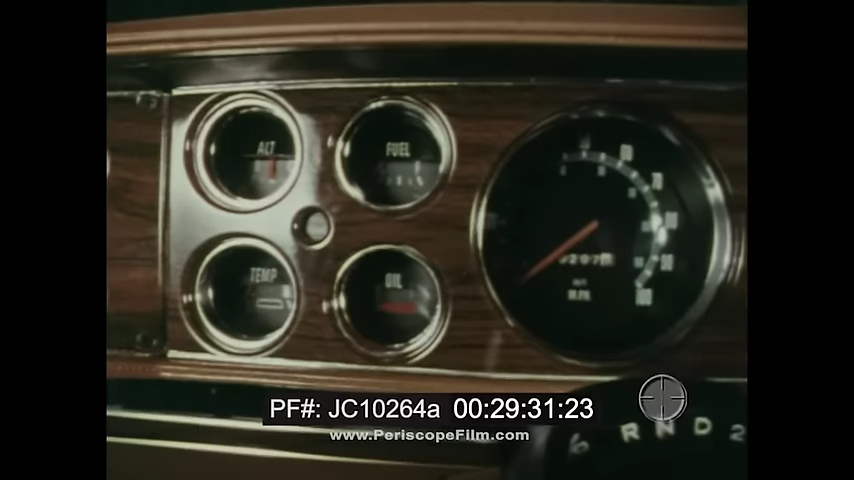 ALT
FUEL
TEMP
OIL
60
70
80
90
100
M.P.H.
R N D 2
PF#: JC10264a 00:29:31:23
www.PeriscopeFilm.com